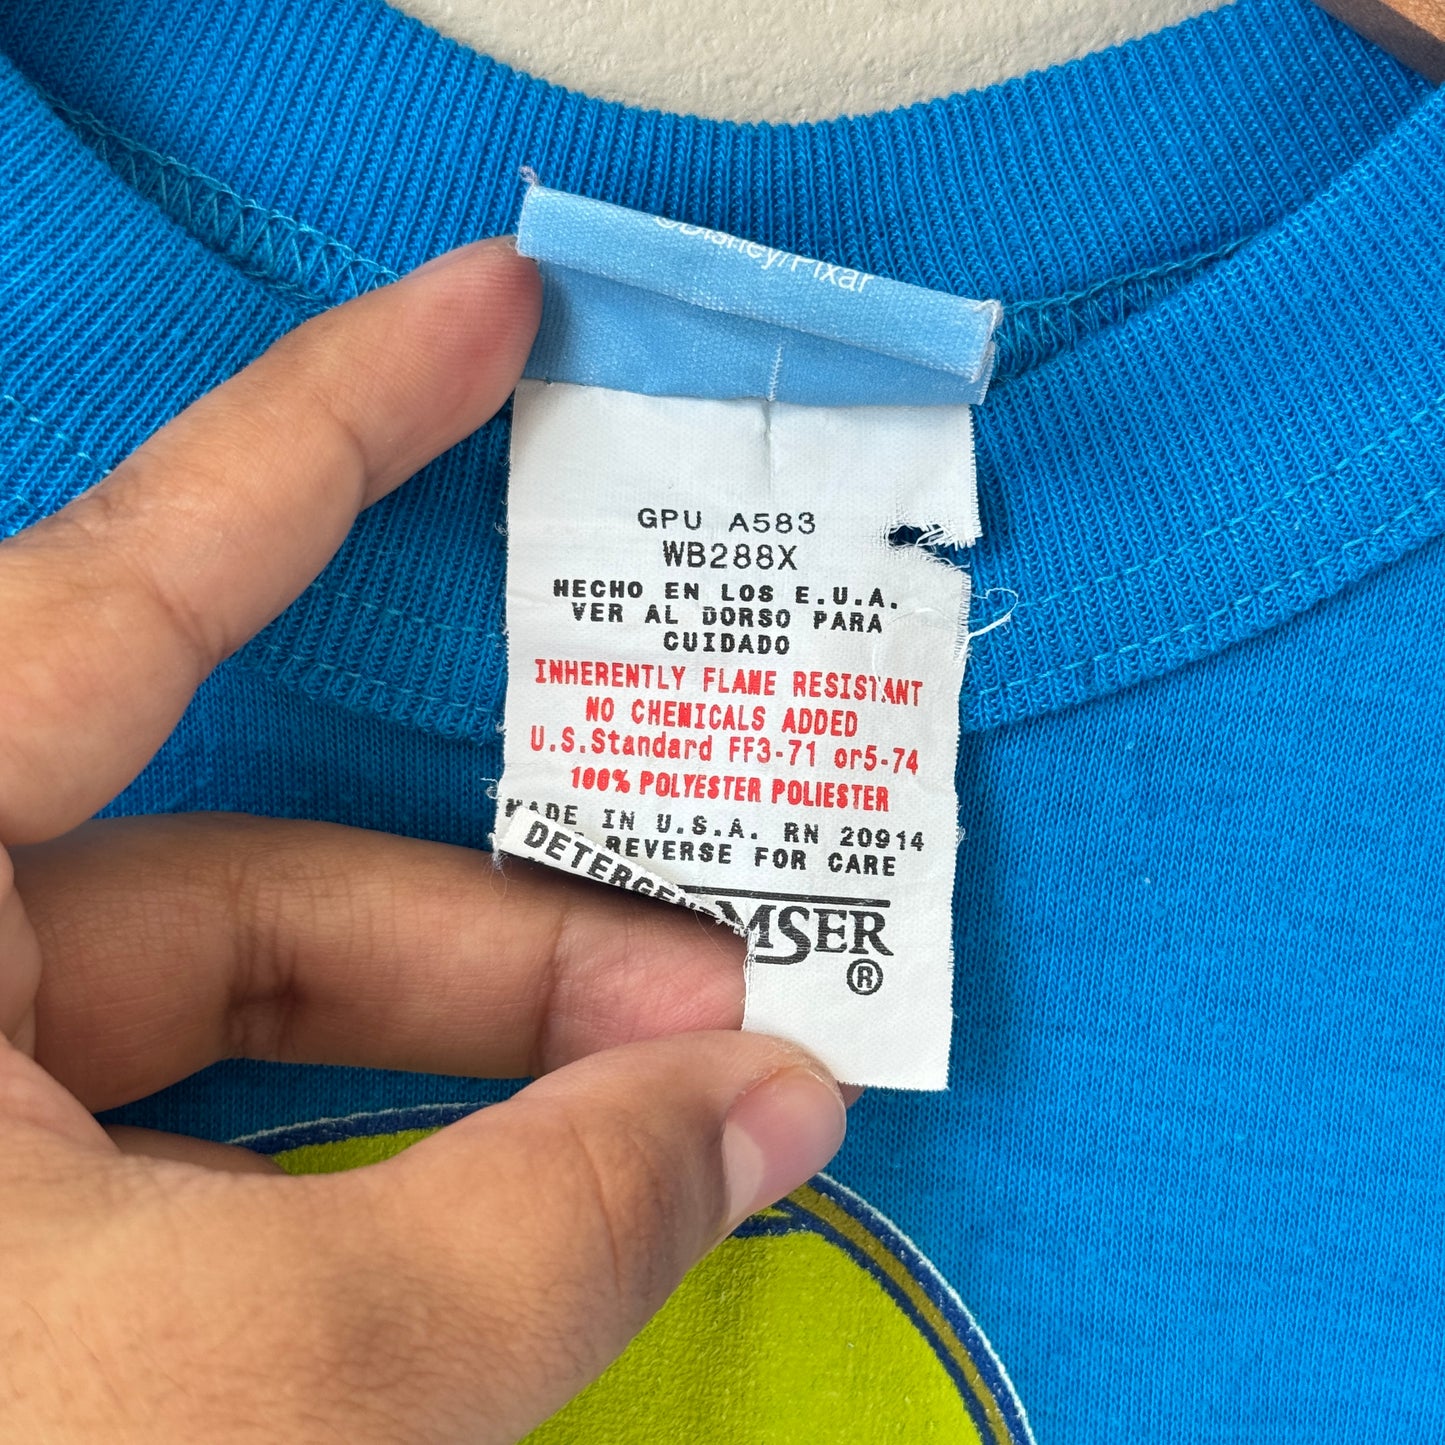 ©Disney/Pixar
GPU A583
WB288X
HECHO EN LOS E.U.A.
VER AL DORSO PARA
CUIDADO
INHERENTLY FLAME RESISTANT
NO CHEMICALS ADDED
U.S.Standard FF3-71 or5-74
100% POLYESTER POLIESTER
MADE IN U.S.A. RN 20914
REVERSE FOR CARE
DETERGENT
MSER
®